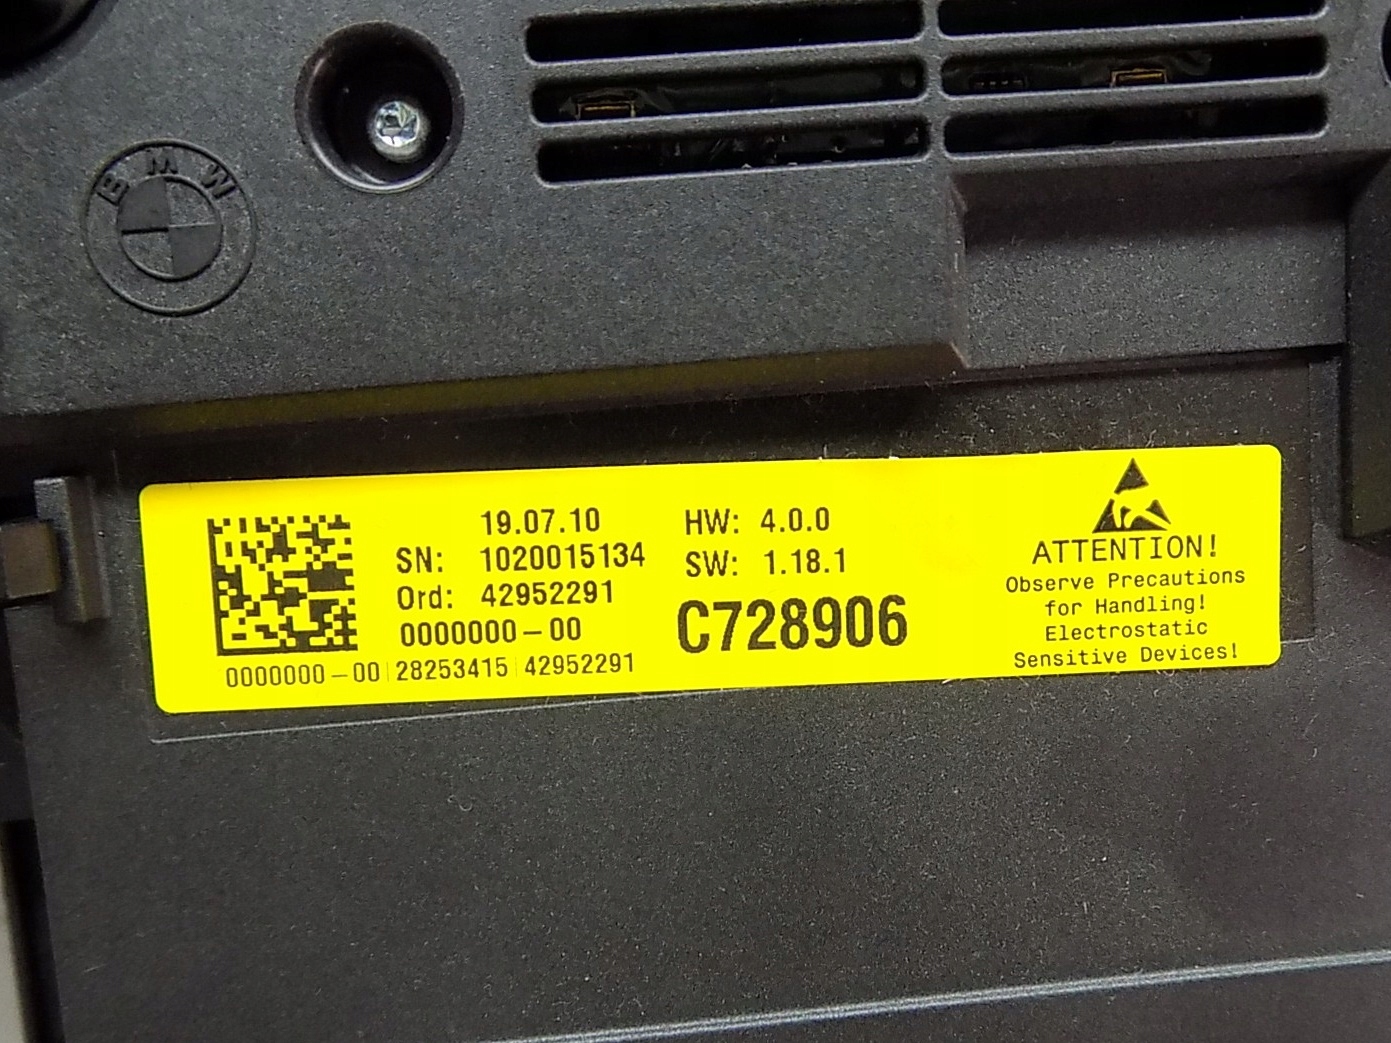 BMW
19.07.10
SN: 1020015134
Ord: 42952291
0000000-00
0000000-00 28253415 42952291
HW: 4.0.0
SW: 1.18.1
C728906
ATTENTION!
Observe Precautions
for Handling!
Electrostatic
Sensitive Devices!